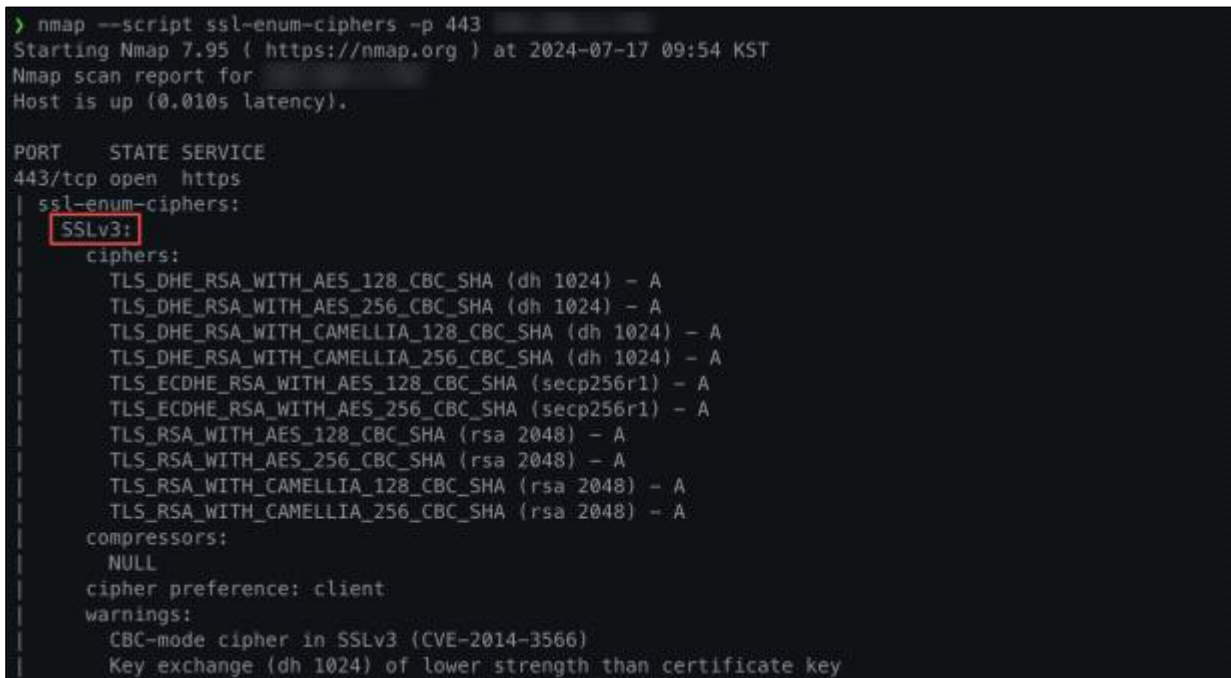 ❯ nmap --script ssl-enum-ciphers -p 443
Starting Nmap 7.95 ( https://nmap.org ) at 2024-07-17 09:54 KST
Nmap scan report for
Host is up (0.010s latency).
PORT    STATE SERVICE
443/tcp open  https
| ssl-enum-ciphers:
|   SSLv3:
|     ciphers:
|       TLS_DHE_RSA_WITH_AES_128_CBC_SHA (dh 1024) - A
|       TLS_DHE_RSA_WITH_AES_256_CBC_SHA (dh 1024) - A
|       TLS_DHE_RSA_WITH_CAMELLIA_128_CBC_SHA (dh 1024) - A
|       TLS_DHE_RSA_WITH_CAMELLIA_256_CBC_SHA (dh 1024) - A
|       TLS_ECDHE_RSA_WITH_AES_128_CBC_SHA (secp256r1) - A
|       TLS_ECDHE_RSA_WITH_AES_256_CBC_SHA (secp256r1) - A
|       TLS_RSA_WITH_AES_128_CBC_SHA (rsa 2048) - A
|       TLS_RSA_WITH_AES_256_CBC_SHA (rsa 2048) - A
|       TLS_RSA_WITH_CAMELLIA_128_CBC_SHA (rsa 2048) - A
|       TLS_RSA_WITH_CAMELLIA_256_CBC_SHA (rsa 2048) - A
|     compressors:
|       NULL
|     cipher preference: client
|     warnings:
|       CBC-mode cipher in SSLv3 (CVE-2014-3566)
|       Key exchange (dh 1024) of lower strength than certificate key